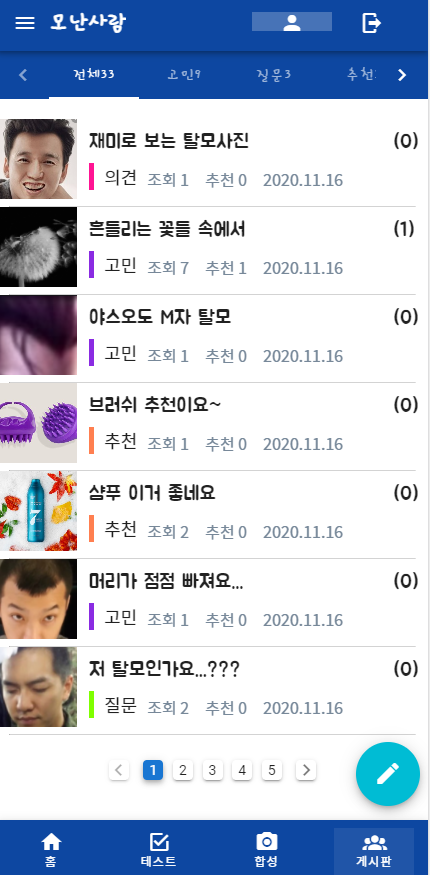 모난사람
전체33 고민9 질문3 추천
재미로 보는 탈모사진 (0)
의견 조회 1 추천 0 2020.11.16
흔들리는 꽃들 속에서 (1)
고민 조회 7 추천 1 2020.11.16
야스오도 M자 탈모 (0)
고민 조회 1 추천 0 2020.11.16
브러쉬 추천이요~ (0)
추천 조회 1 추천 0 2020.11.16
샴푸 이거 좋네요 (0)
추천 조회 2 추천 0 2020.11.16
7
머리가 점점 빠져요... (0)
고민 조회 1 추천 0 2020.11.16
저 탈모인가요...??? (0)
질문 조회 2 추천 0 2020.11.16
1 2 3 4 5
홈 테스트 합성 게시판